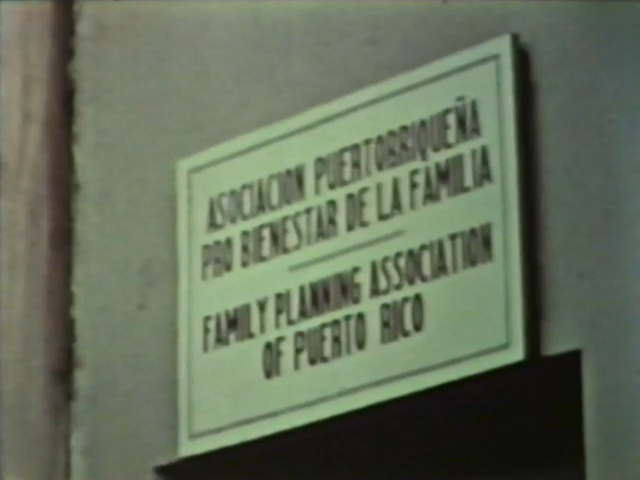 ASOCIACION PUERTORRIQUEÑA
PRO BIENESTAR DE LA FAMILIA
FAMILY PLANNING ASSOCIATION
OF PUERTO RICO